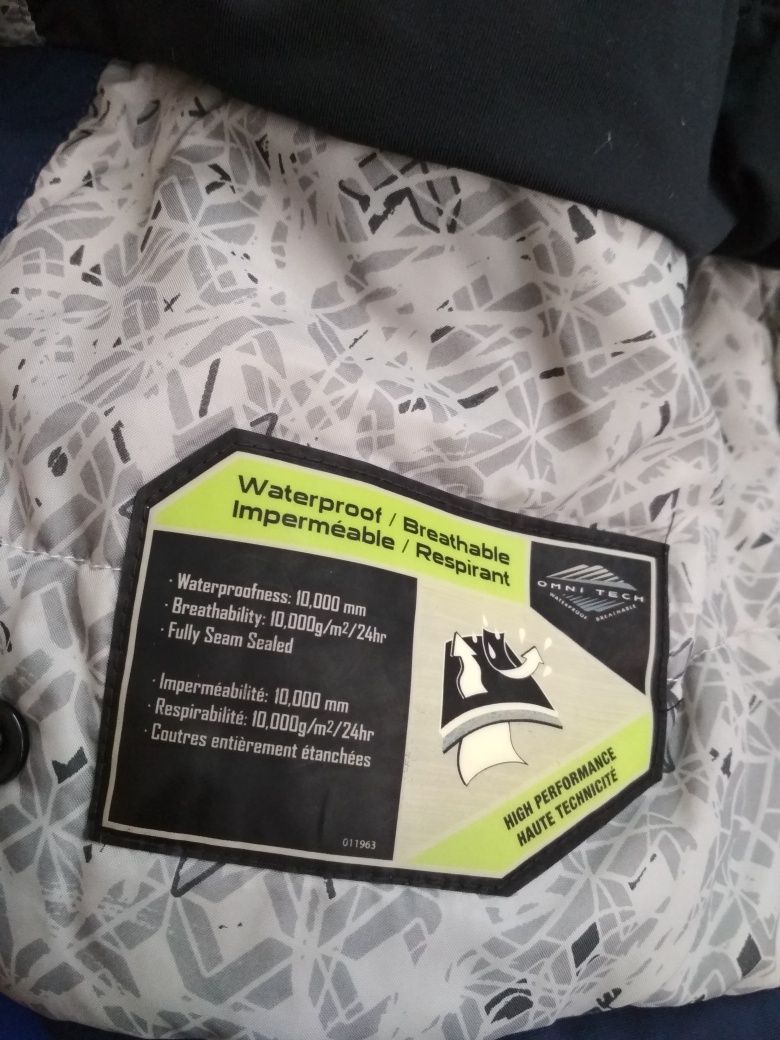 Waterproof / Breathable
Imperméable / Respirant
OMNI TECH
WATERPROOF BREATHABLE
· Waterproofness: 10,000 mm
· Breathability: 10,000g/m²/24hr
· Fully Seam Sealed
· Imperméabilité: 10,000 mm
· Respirabilité: 10,000g/m²/24hr
· Coutres entièrement étanchées
HIGH PERFORMANCE
HAUTE TECHNICITÉ
011963